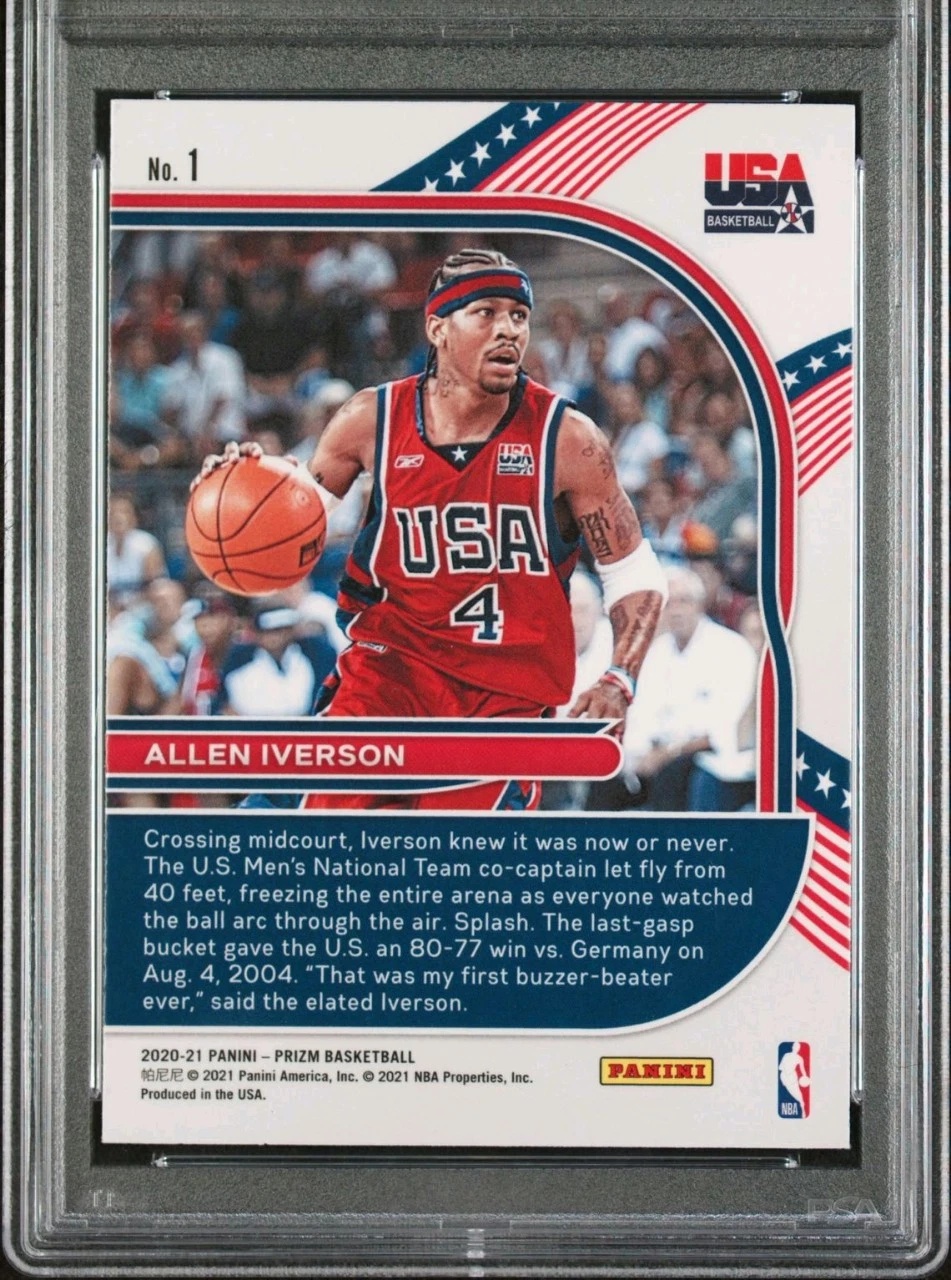 No. 1
USA
BASKETBALL
USA
USA
4
ALLEN IVERSON
Crossing midcourt, Iverson knew it was now or never.
The U.S. Men's National Team co-captain let fly from
40 feet, freezing the entire arena as everyone watched
the ball arc through the air. Splash. The last-gasp
bucket gave the U.S. an 80-77 win vs. Germany on
Aug. 4, 2004. "That was my first buzzer-beater
ever," said the elated Iverson.
2020-21 PANINI – PRIZM BASKETBALL
帕尼尼 © 2021 Panini America, Inc. © 2021 NBA Properties, Inc.
Produced in the USA.
PANINI
NBA
PSA